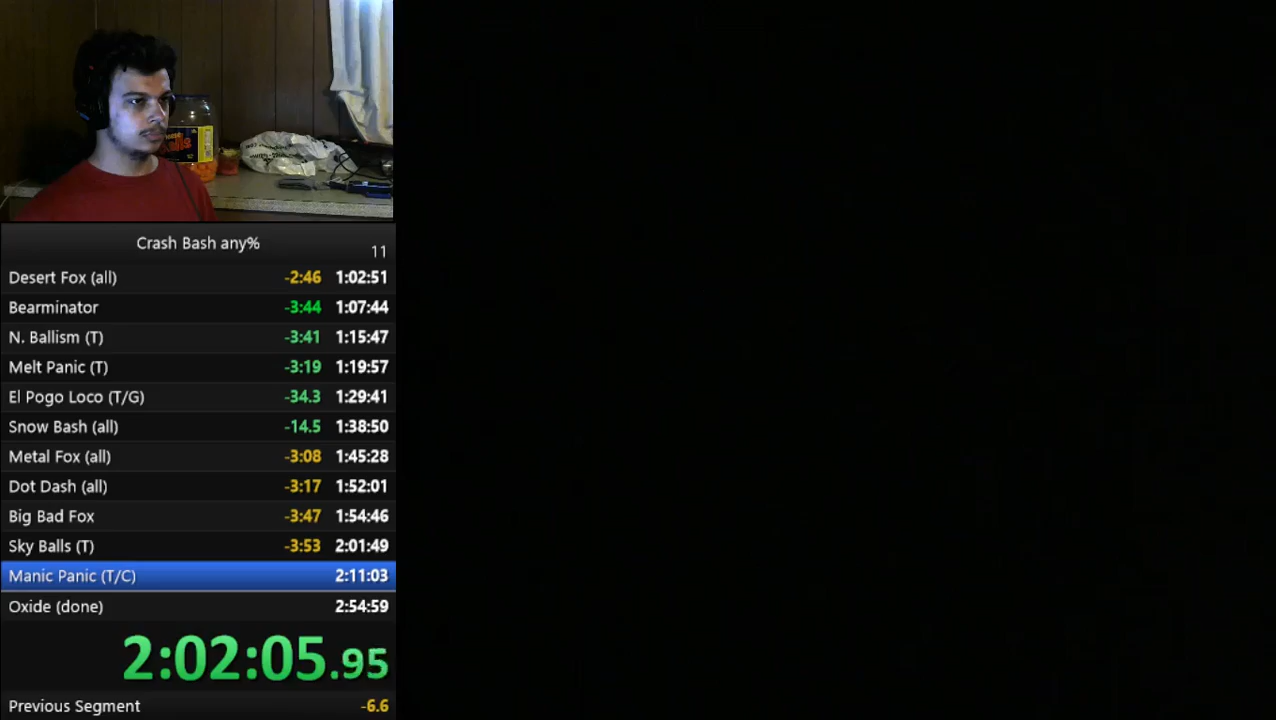 Crash Bash any%
11
Desert Fox (all) -2:46 1:02:51
Bearminator -3:44 1:07:44
N. Ballism (T) -3:41 1:15:47
Melt Panic (T) -3:19 1:19:57
El Pogo Loco (T/G) -34.3 1:29:41
Snow Bash (all) -14.5 1:38:50
Metal Fox (all) -3:08 1:45:28
Dot Dash (all) -3:17 1:52:01
Big Bad Fox -3:47 1:54:46
Sky Balls (T) -3:53 2:01:49
Manic Panic (T/C) 2:11:03
Oxide (done) 2:54:59
2:02:05.95
Previous Segment -6.6